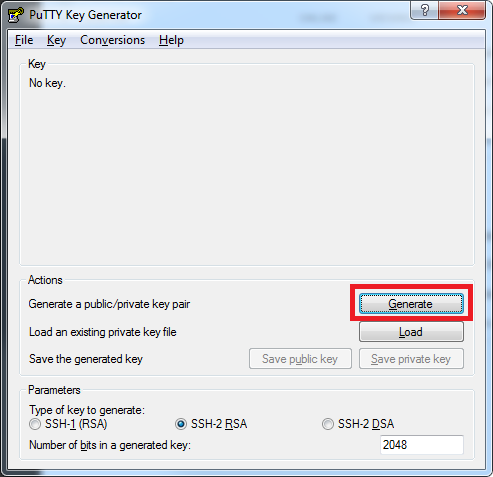 PuTTY Key Generator
File Key Conversions Help
Key
No key.
Actions
Generate a public/private key pair Generate
Load an existing private key file Load
Save the generated key Save public key Save private key
Parameters
Type of key to generate:
SSH-1 (RSA) SSH-2 RSA SSH-2 DSA
Number of bits in a generated key: 2048